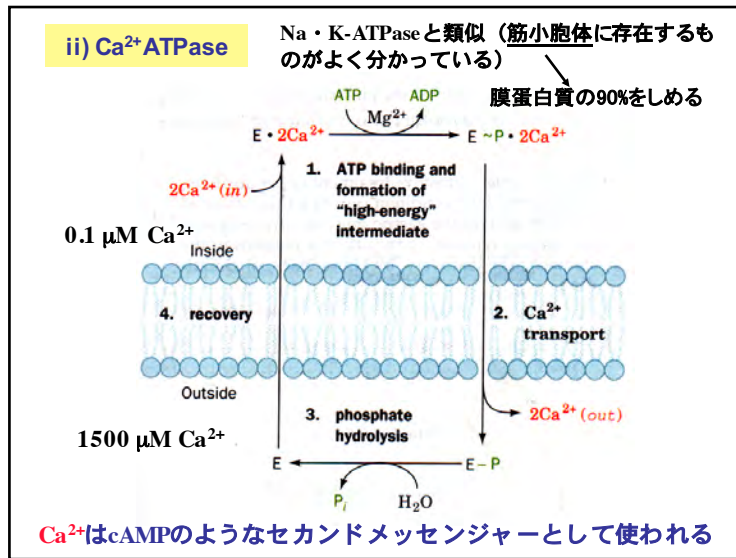 ii) Ca²⁺ATPase
Na・K-ATPaseと類似（筋小胞体に存在するも
のがよく分かっている）
膜蛋白質の90%をしめる
ATP
ADP
Mg²⁺
E・2Ca²⁺
E ~P・2Ca²⁺
1. ATP binding and
formation of
"high-energy"
intermediate
2Ca²⁺(in)
0.1 μM Ca²⁺
Inside
4. recovery
2. Ca²⁺
transport
Outside
2Ca²⁺(out)
3. phosphate
hydrolysis
1500 μM Ca²⁺
E
E–P
Pi
H₂O
Ca²⁺はcAMPのようなセカンドメッセンジャーとして使われる